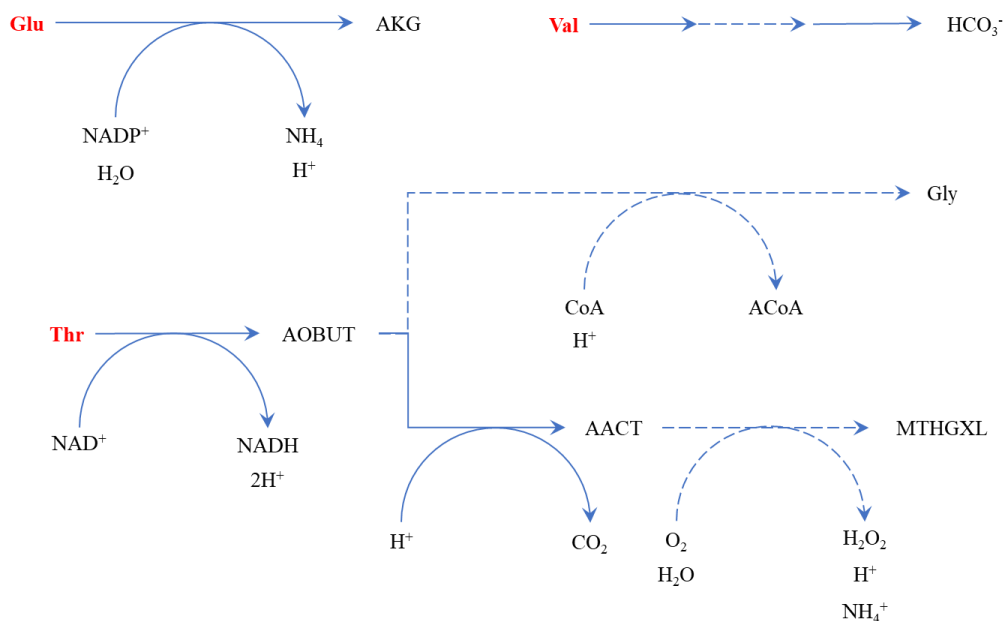 Glu AKG Val HCO₃⁻
NADP⁺ NH₄
H₂O H⁺
Gly
CoA ACoA
H⁺
Thr AOBUT
NAD⁺ NADH AACT MTHGXL
2H⁺
H⁺ CO₂ O₂ H₂O₂
H₂O H⁺
NH₄⁺